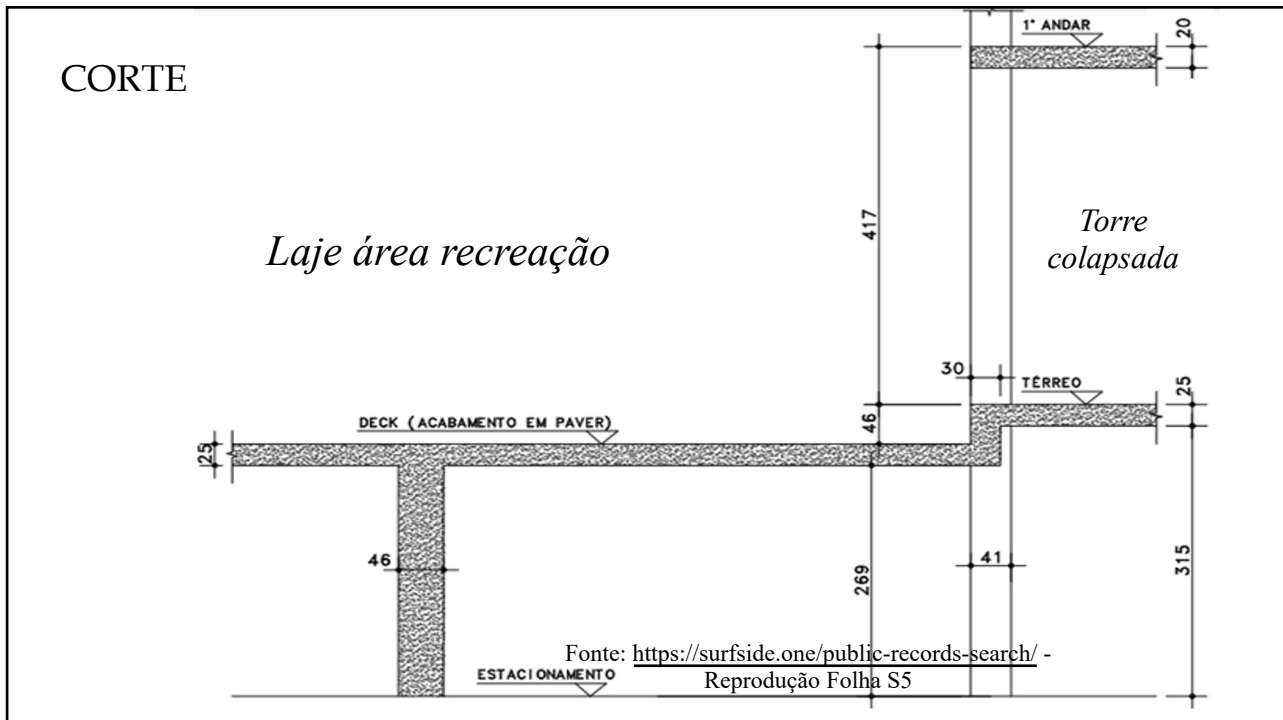 1° ANDAR
20
CORTE
417
Laje área recreação
Torre
colapsada
30
TÉRREO
25
46
DECK (ACABAMENTO EM PAVER)
25
46
269
41
315
Fonte: https://surfside.one/public-records-search/ -
Reprodução Folha S5
ESTACIONAMENTO